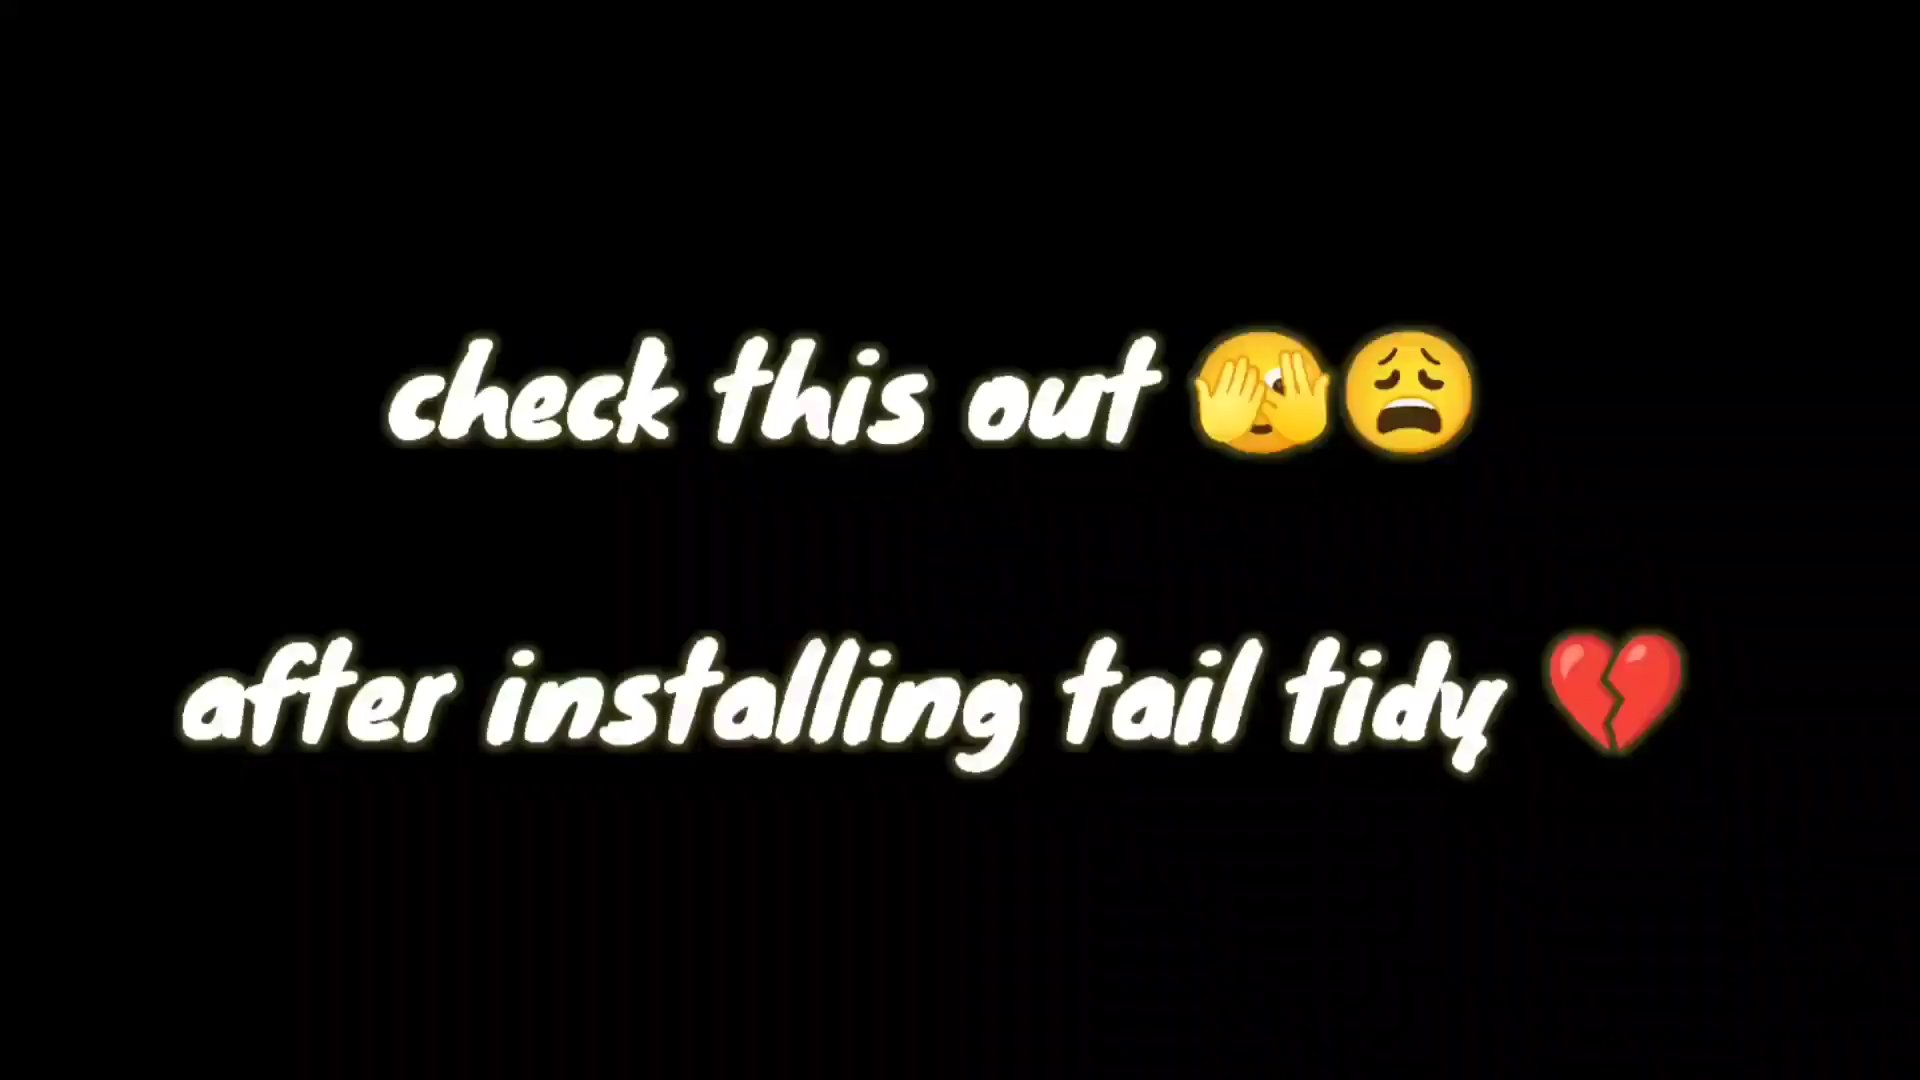 check this out 🫣😩
after installing tail tidy 💔